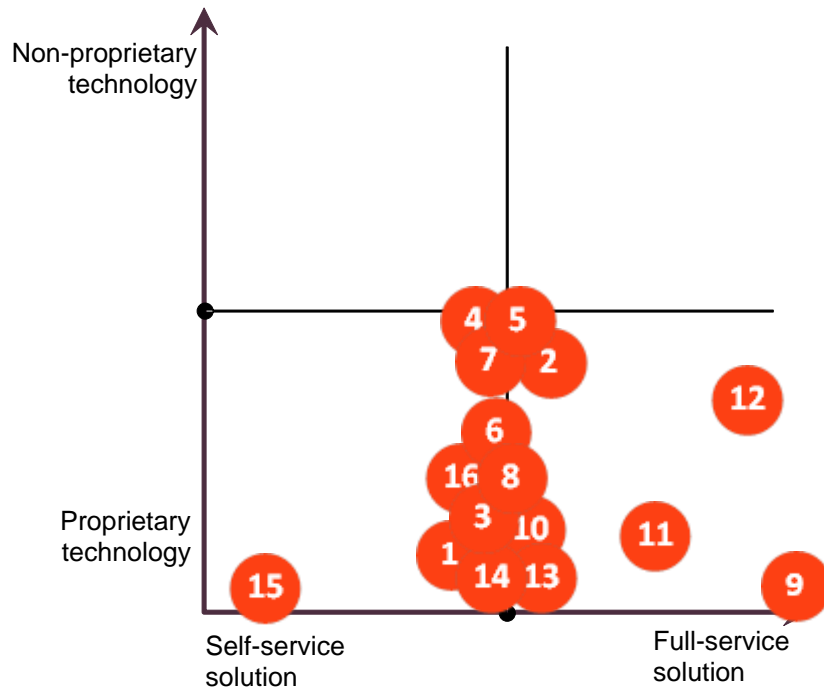 Non-proprietary
technology
4 5
7 2
12
6
16 8
3 10 11
1
14 13
15 9
Proprietary
technology
Self-service
solution
Full-service
solution